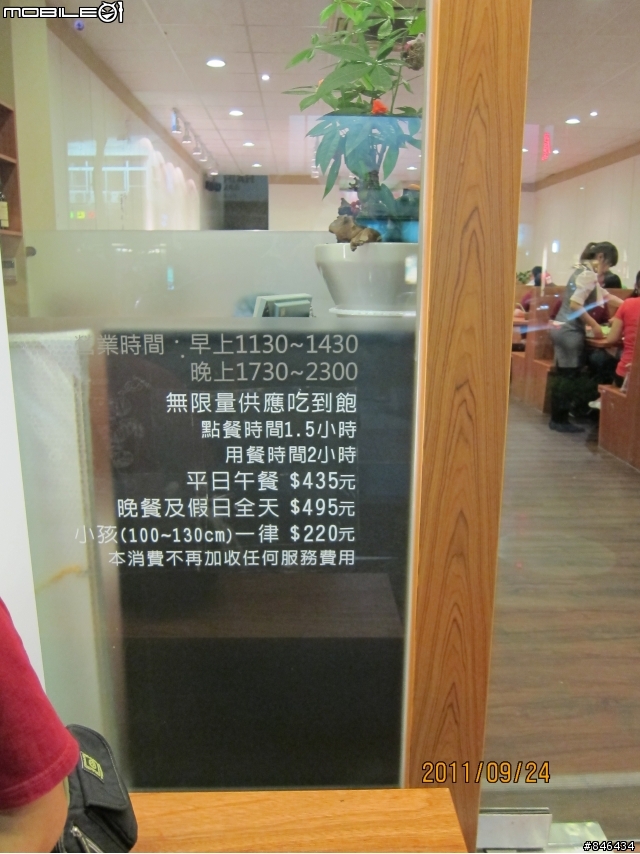 MOBILE01
營業時間：早上1130~1430
晚上1730~2300
無限量供應吃到飽
點餐時間1.5小時
用餐時間2小時
平日午餐 $435元
晚餐及假日全天 $495元
小孩(100~130cm)一律 $220元
本消費不再加收任何服務費用
2011/09/24
#846434